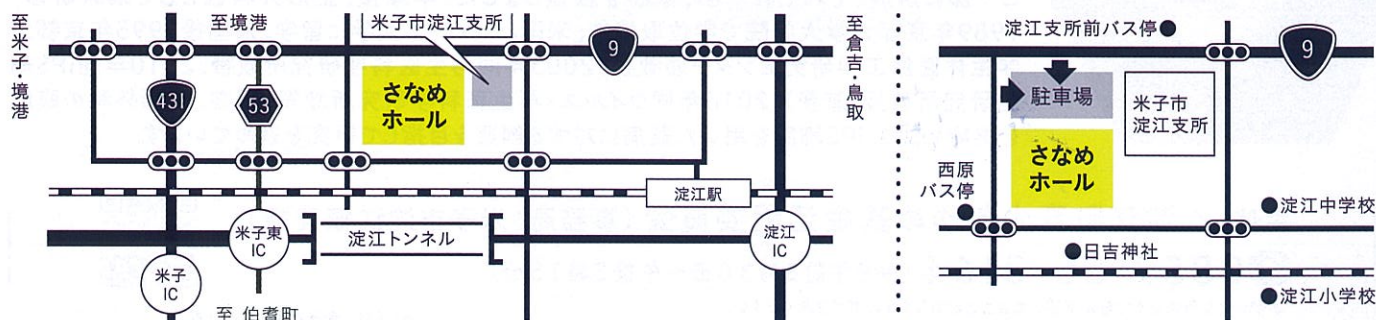 至米子・境港
至境港
米子市淀江支所
9
至倉吉・鳥取
431
53
さなめ
ホール
淀江駅
米子東
IC
淀江トンネル
淀江
IC
米子
IC
至 伯耆町
淀江支所前バス停●
9
駐車場
米子市
淀江支所
さなめ
ホール
西原
バス停
●淀江中学校
●日吉神社
●淀江小学校